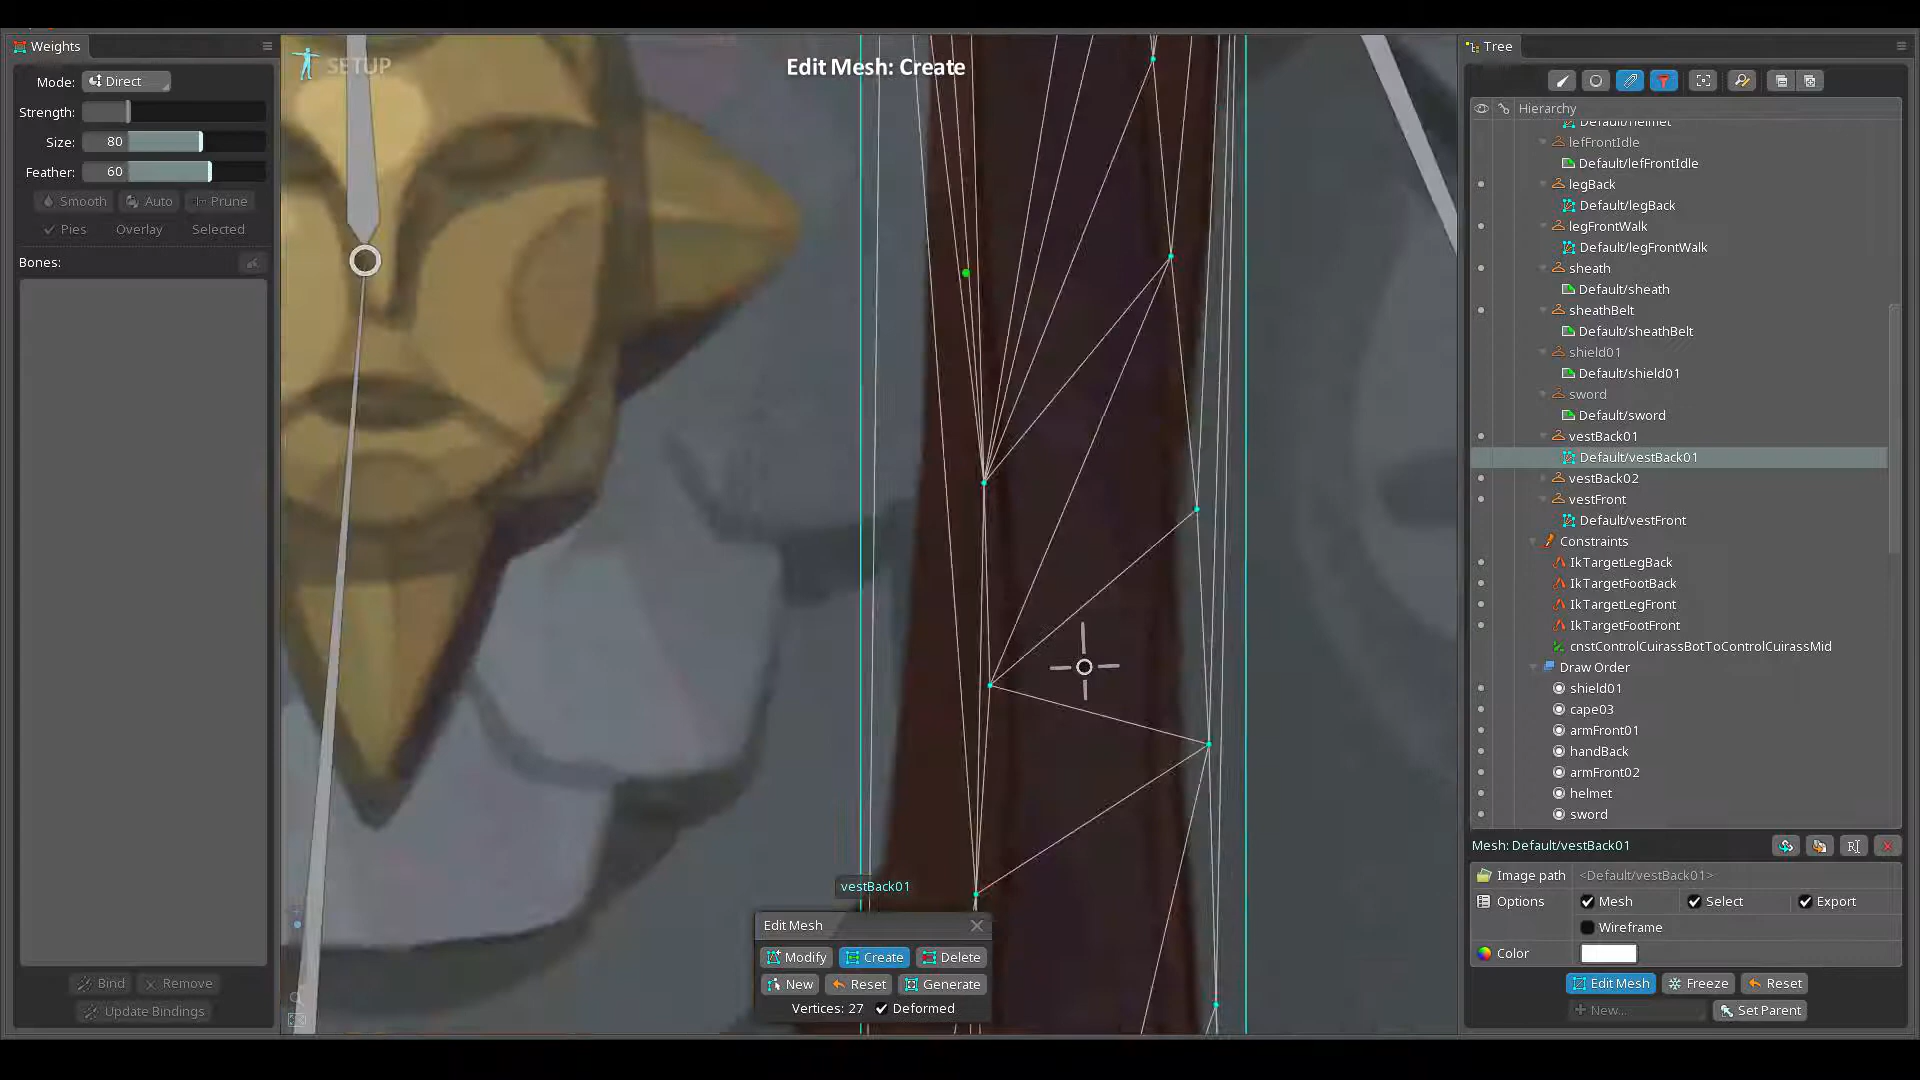 Weights
Mode: Direct
Strength:
Size: 80
Feather: 60
Smooth Auto Prune
Pies Overlay Selected
Bones:
Bind Remove
Update Bindings
SETUP
Edit Mesh: Create
vestBack01
Edit Mesh
Modify Create Delete
New Reset Generate
Vertices: 27 Deformed
Tree
Hierarchy
Default/helmet
lefFrontIdle
Default/lefFrontIdle
legBack
Default/legBack
legFrontWalk
Default/legFrontWalk
sheath
Default/sheath
sheathBelt
Default/sheathBelt
shield01
Default/shield01
sword
Default/sword
vestBack01
Default/vestBack01
vestBack02
vestFront
Default/vestFront
Constraints
IkTargetLegBack
IkTargetFootBack
IkTargetLegFront
IkTargetFootFront
cnstControlCuirassBotToControlCuirassMid
Draw Order
shield01
cape03
armFront01
handBack
armFront02
helmet
sword
Mesh: Default/vestBack01
Image path <Default/vestBack01>
Options Mesh Select Export
Wireframe
Color
Edit Mesh Freeze Reset
New... Set Parent